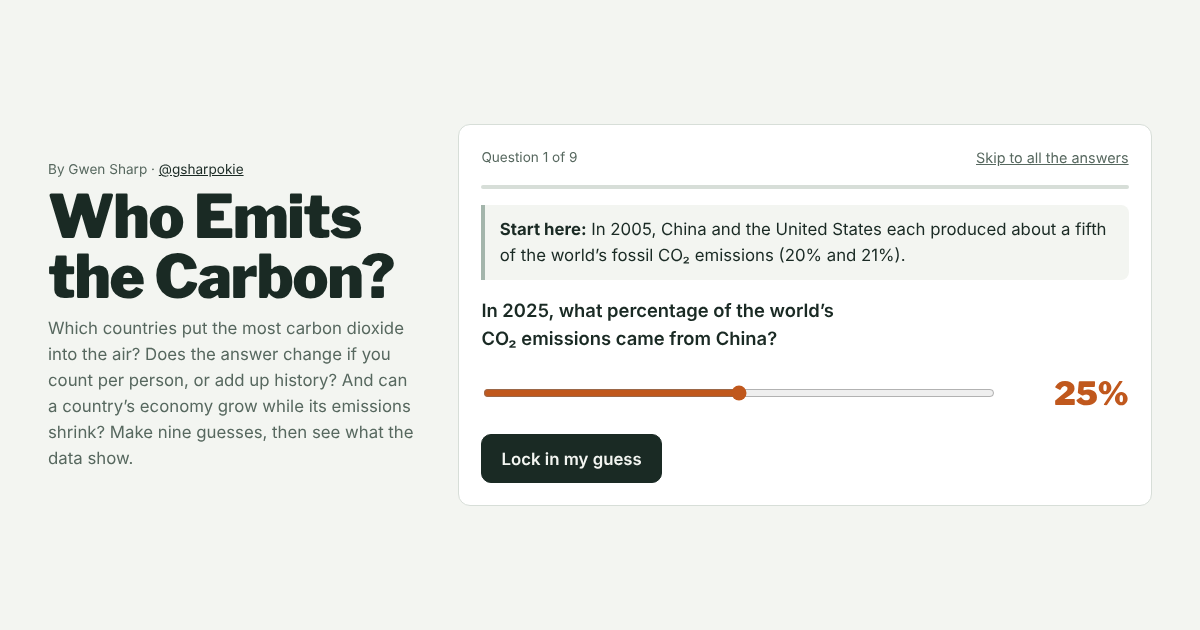 By Gwen Sharp · @gsharpokie
Who Emits
the Carbon?
Which countries put the most carbon dioxide
into the air? Does the answer change if you
count per person, or add up history? And can
a country’s economy grow while its emissions
shrink? Make nine guesses, then see what the
data show.
Question 1 of 9
Skip to all the answers
Start here: In 2005, China and the United States each produced about a fifth
of the world’s fossil CO₂ emissions (20% and 21%).
In 2025, what percentage of the world’s
CO₂ emissions came from China?
25%
Lock in my guess